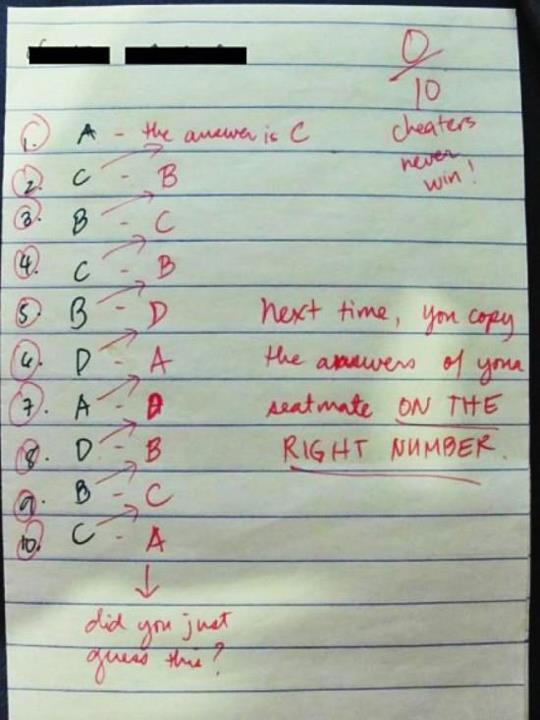 0/10
cheaters
never
win!
1. A - the answer is C
2. C - B
3. B - C
4. C - B
5. B - D
6. D - A
7. A - D
8. D - B
9. B - C
10. C - A
next time, you copy
the answers of your
seatmate ON THE
RIGHT NUMBER.
did you just
guess this?